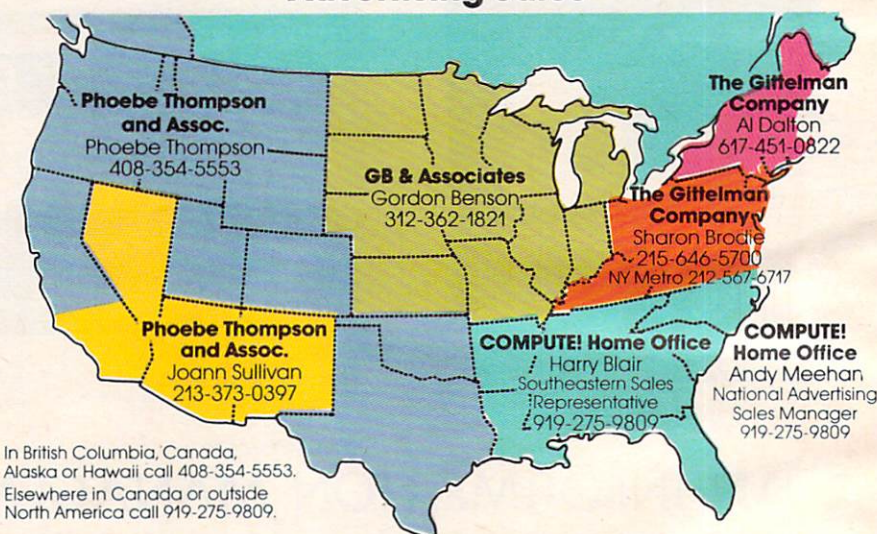 Phoebe Thompson
and Assoc.
Phoebe Thompson
408-354-5553
GB & Associates
Gordon Benson
312-362-1821
The Gittelman
Company
Al Dalton
617-451-0822
The Gittelman
Company
Sharon Brodie
215-646-5700
NY Metro 212-567-6717
Phoebe Thompson
and Assoc.
Joann Sullivan
213-373-0397
COMPUTE! Home Office
Harry Blair
Southeastern Sales
Representative
919-275-9809
COMPUTE!
Home Office
Andy Meehan
National Advertising
Sales Manager
919-275-9809
In British Columbia, Canada,
Alaska or Hawaii call 408-354-5553.
Elsewhere in Canada or outside
North America call 919-275-9809.